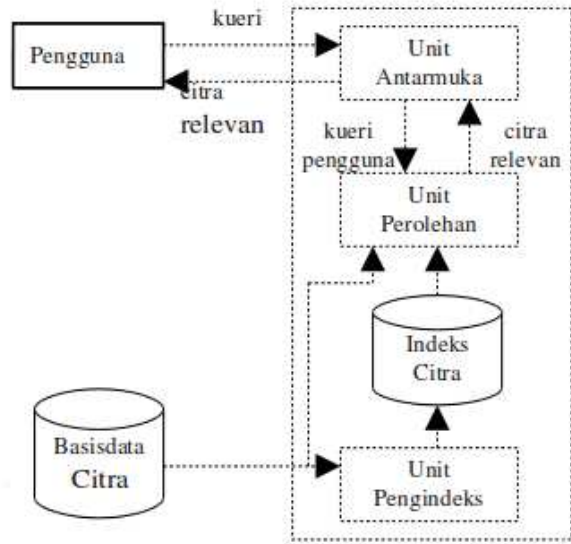 kueri
Pengguna
Unit
Antarmuka
citra
relevan
kueri
pengguna
citra
relevan
Unit
Perolehan
Indeks
Citra
Basisdata
Citra
Unit
Pengindeks